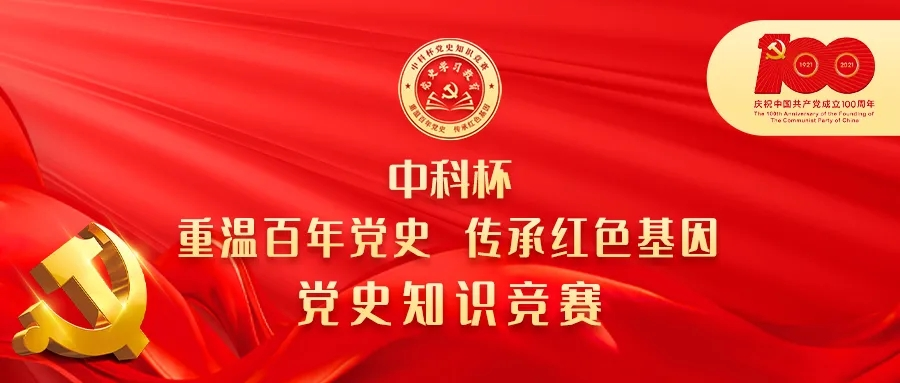 中科杯党史知识竞赛
党史学习教育
重温百年党史 传承红色基因
100
1921 2021
庆祝中国共产党成立100周年
The 100th Anniversary of the Founding of
The Communist Party of China
中科杯
重温百年党史 传承红色基因
党史知识竞赛